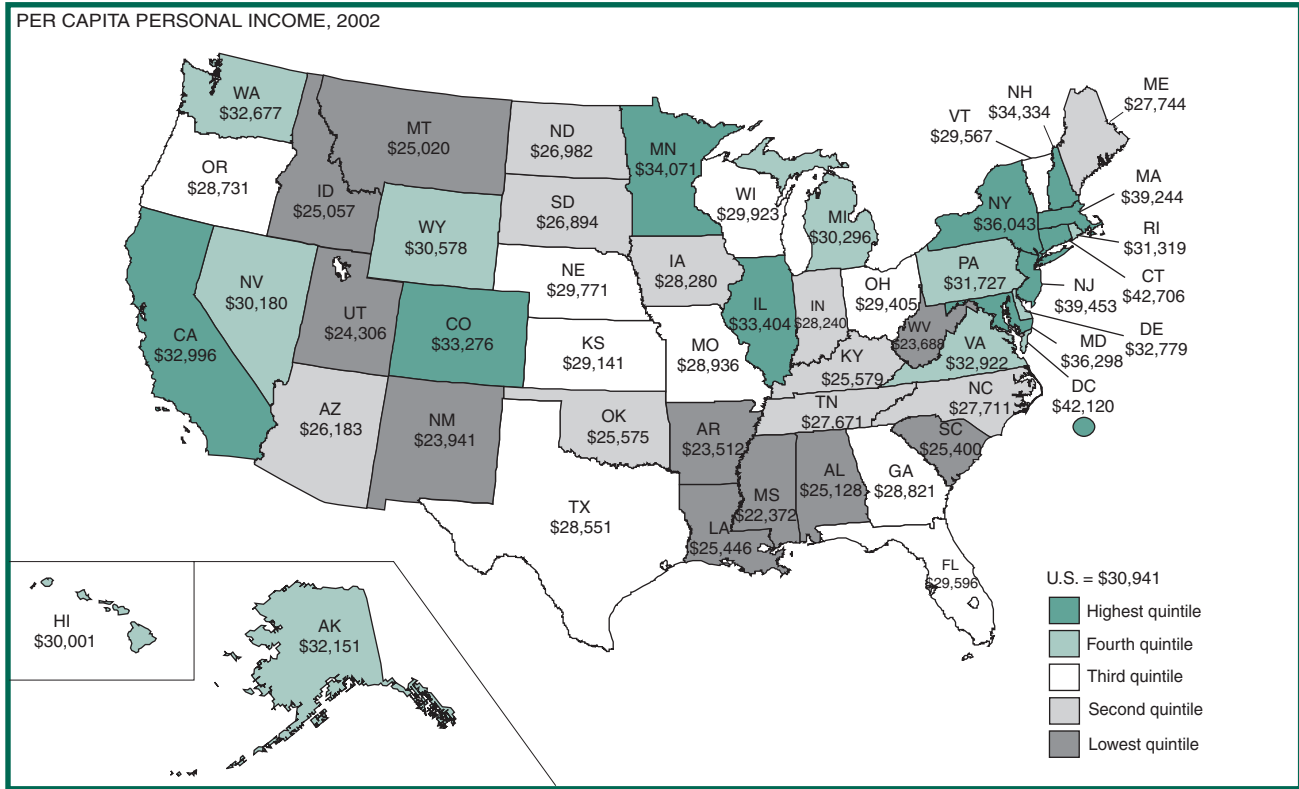 PER CAPITA PERSONAL INCOME, 2002
WA
$32,677
OR
$28,731
CA
$32,996
NV
$30,180
ID
$25,057
MT
$25,020
WY
$30,578
UT
$24,306
CO
$33,276
AZ
$26,183
NM
$23,941
ND
$26,982
SD
$26,894
NE
$29,771
KS
$29,141
OK
$25,575
TX
$28,551
MN
$34,071
IA
$28,280
MO
$28,936
AR
$23,512
LA
$25,446
WI
$29,923
IL
$33,404
MI
$30,296
IN
$28,240
OH
$29,405
KY
$25,579
TN
$27,671
MS
$22,372
AL
$25,128
GA
$28,821
FL
$29,596
SC
$25,400
NC
$27,711
VA
$32,922
WV
$23,688
PA
$31,727
NY
$36,043
VT
$29,567
NH
$34,334
ME
$27,744
MA
$39,244
RI
$31,319
CT
$42,706
NJ
$39,453
DE
$32,779
MD
$36,298
DC
$42,120
HI
$30,001
AK
$32,151
U.S. = $30,941
Highest quintile
Fourth quintile
Third quintile
Second quintile
Lowest quintile